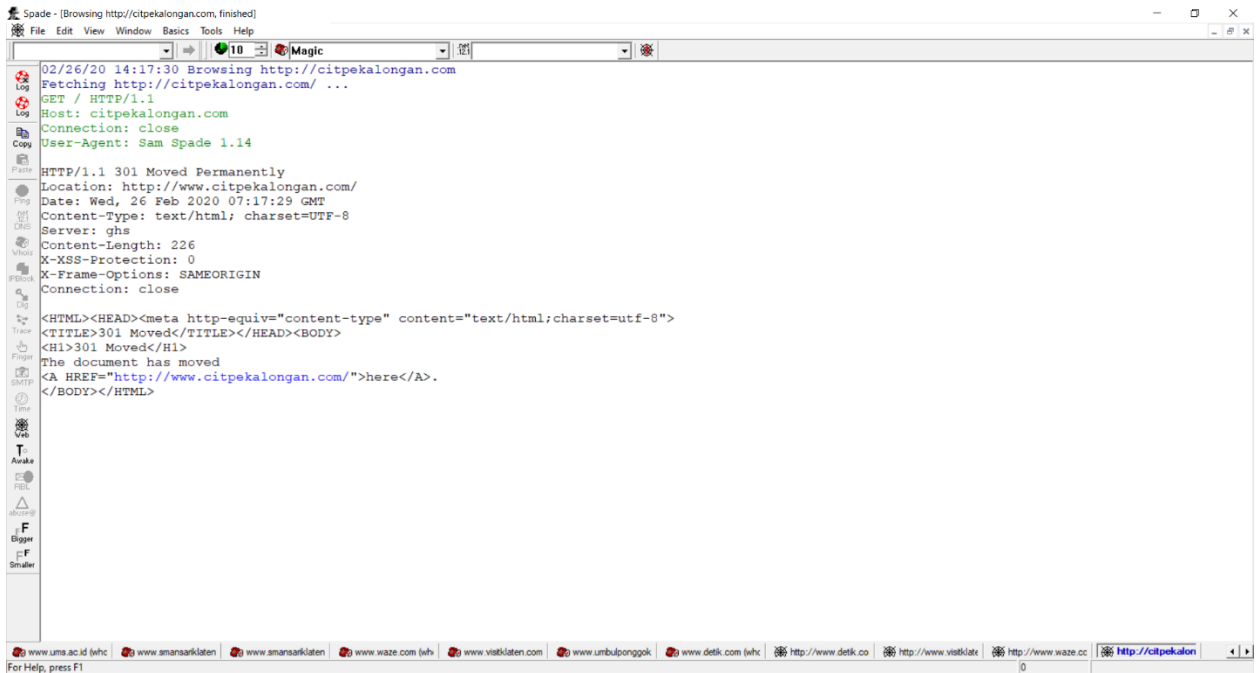 Spade - [Browsing http://citpekalongan.com, finished]
File Edit View Window Basics Tools Help
10 Magic
02/26/20 14:17:30 Browsing http://citpekalongan.com
Fetching http://citpekalongan.com/ ...
GET / HTTP/1.1
Host: citpekalongan.com
Connection: close
User-Agent: Sam Spade 1.14
HTTP/1.1 301 Moved Permanently
Location: http://www.citpekalongan.com/
Date: Wed, 26 Feb 2020 07:17:29 GMT
Content-Type: text/html; charset=UTF-8
Server: ghs
Content-Length: 226
X-XSS-Protection: 0
X-Frame-Options: SAMEORIGIN
Connection: close
<HTML><HEAD><meta http-equiv="content-type" content="text/html;charset=utf-8">
<TITLE>301 Moved</TITLE></HEAD><BODY>
<H1>301 Moved</H1>
The document has moved
<A HREF="http://www.citpekalongan.com/">here</A>.
</BODY></HTML>
Log
Log
Copy
Paste
Ping
DNS
Whois
IPBlock
Dig
Trace
Finger
SMTP
Time
Web
Awake
RBL
abuse@
Bigger
Smaller
www.ums.ac.id (whc www.smansarıklaten www.smansarıklaten www.waze.com (wh www.visitklaten.com www.umbulponggok www.detik.com (whc http://www.detik.co http://www.visitklate http://www.waze.cc http://citpekalon
For Help, press F1
0